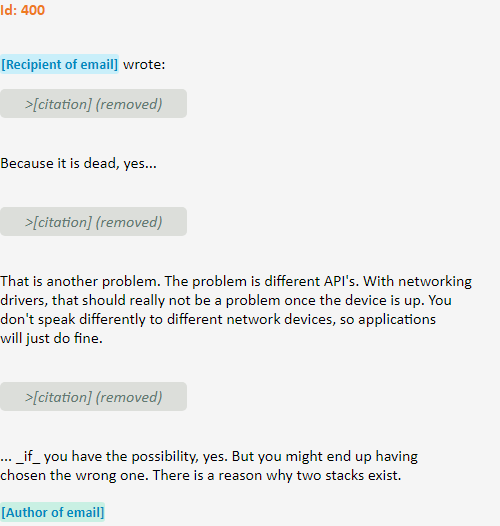 Id: 400
[Recipient of email] wrote:
>[citation] (removed)
Because it is dead, yes...
>[citation] (removed)
That is another problem. The problem is different API's. With networking
drivers, that should really not be a problem once the device is up. You
don't speak differently to different network devices, so applications
will just do fine.
>[citation] (removed)
... _if_ you have the possibility, yes. But you might end up having
chosen the wrong one. There is a reason why two stacks exist.
[Author of email]